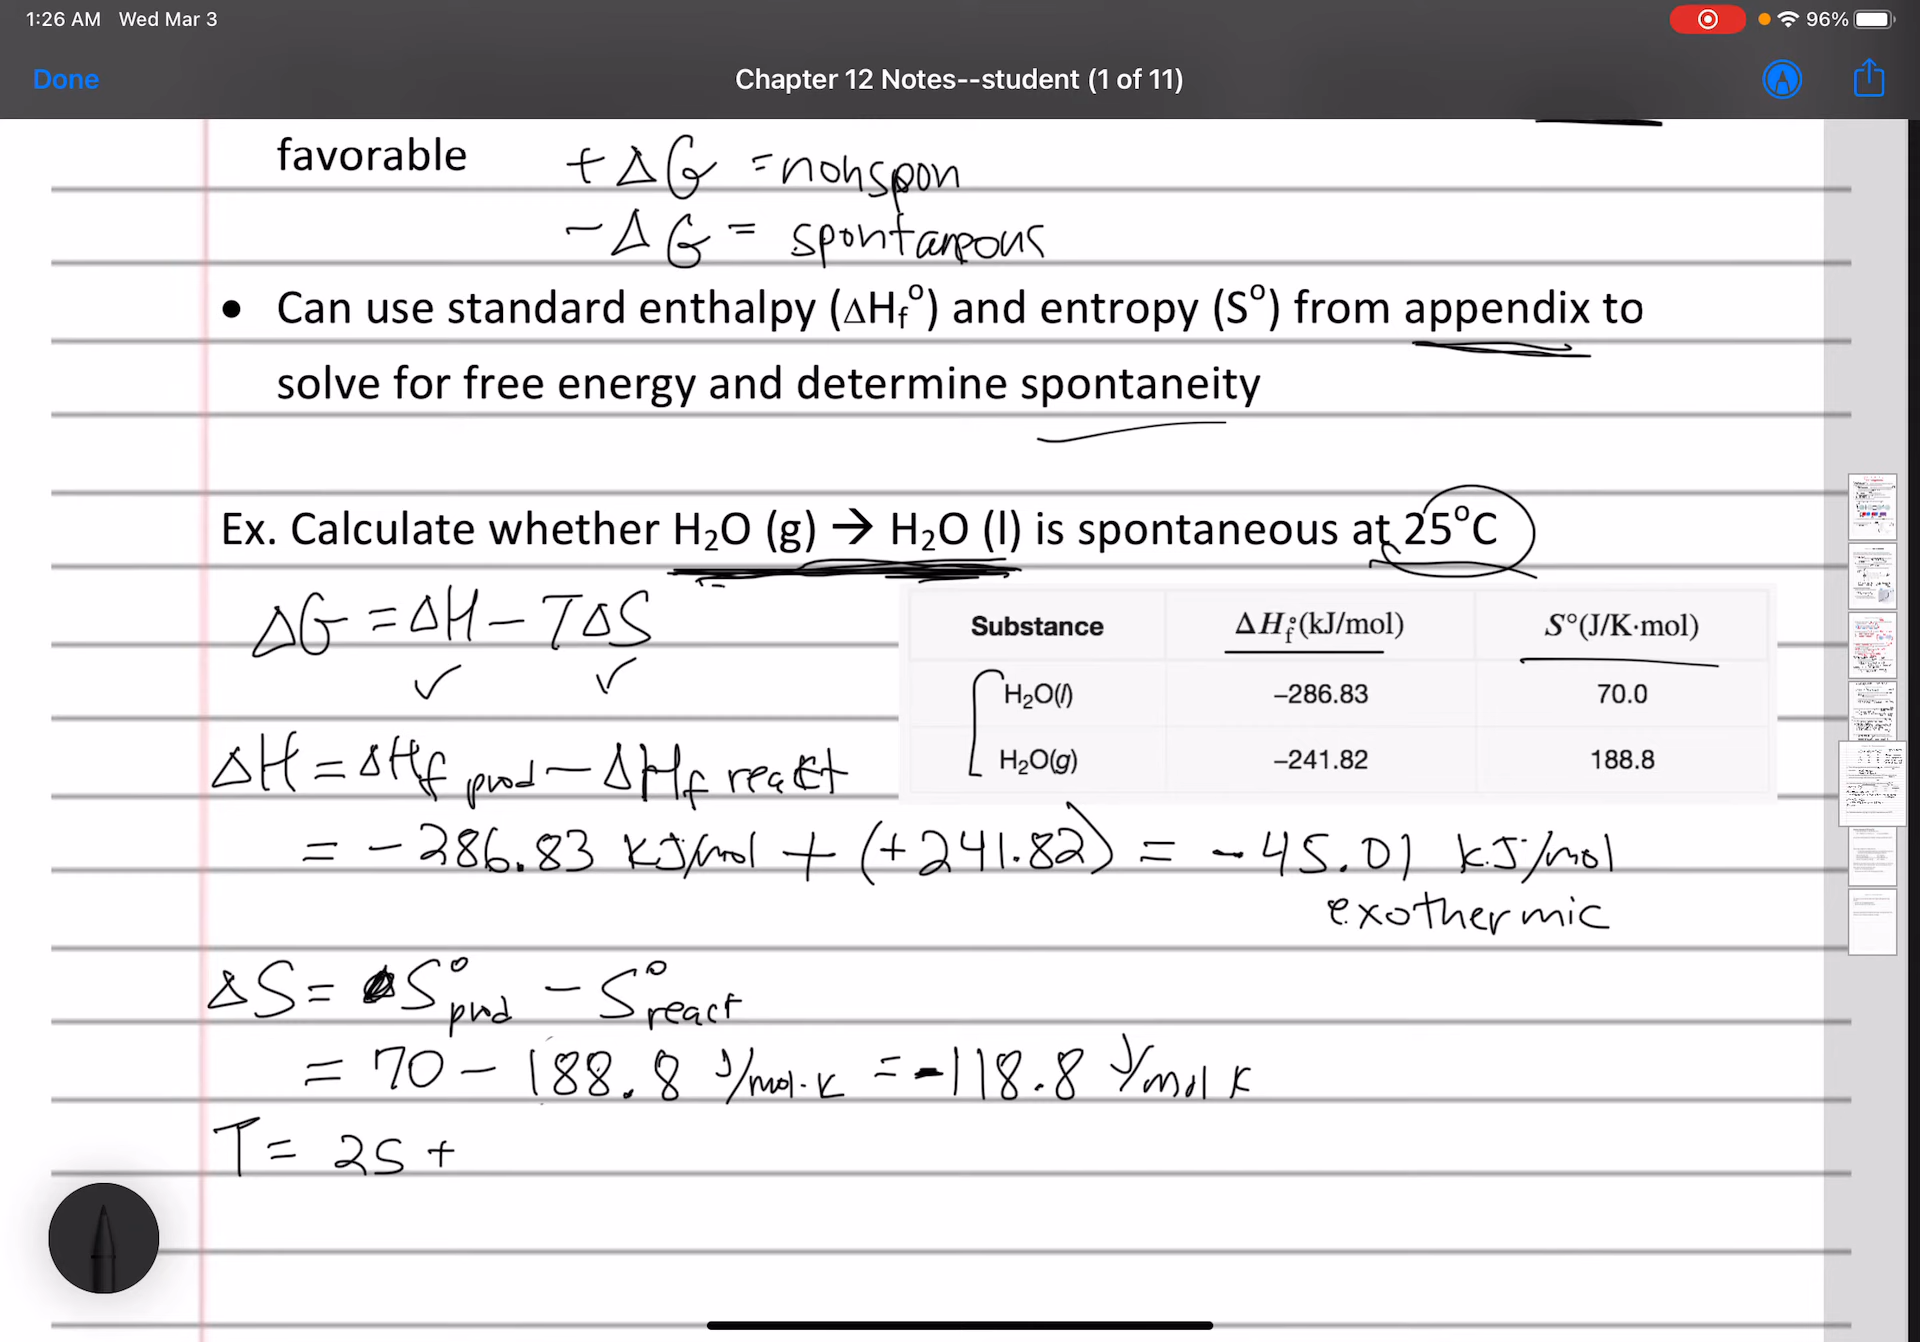 1:26 AM Wed Mar 3
96%
Done
Chapter 12 Notes--student (1 of 11)
favorable
+ΔG = nonspon
-ΔG = spontaneous
• Can use standard enthalpy (ΔHf°) and entropy (S°) from appendix to
solve for free energy and determine spontaneity
Ex. Calculate whether H₂O (g) → H₂O (l) is spontaneous at 25°C
ΔG = ΔH - TΔS
✓ ✓
Substance ΔHf°(kJ/mol) S°(J/K·mol)
H₂O(l) –286.83 70.0
H₂O(g) –241.82 188.8
ΔH = ΔHf prod - ΔHf react
= -286.83 kJ/mol + (+241.82) = -45.01 kJ/mol
exothermic
ΔS = S°prod - S°react
= 70 - 188.8 J/mol·K = -118.8 J/mol K
T = 25 +